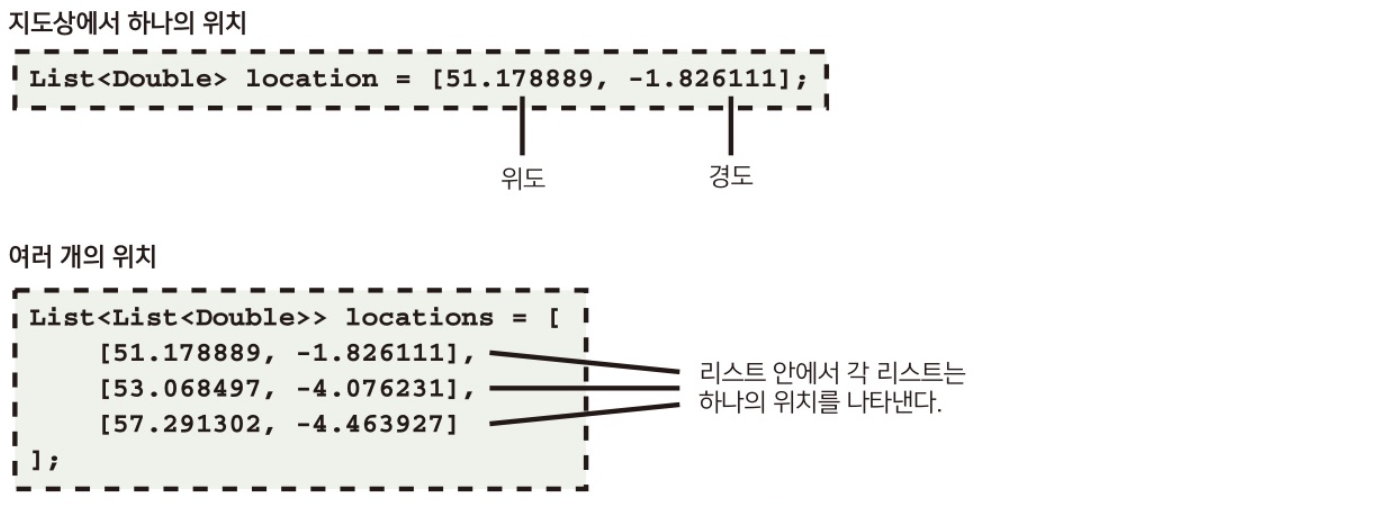 지도상에서 하나의 위치
List<Double> location = [51.178889, -1.826111];
위도
경도
여러 개의 위치
List<List<Double>> locations = [
[51.178889, -1.826111],
[53.068497, -4.076231],
[57.291302, -4.463927]
];
리스트 안에서 각 리스트는
하나의 위치를 나타낸다.